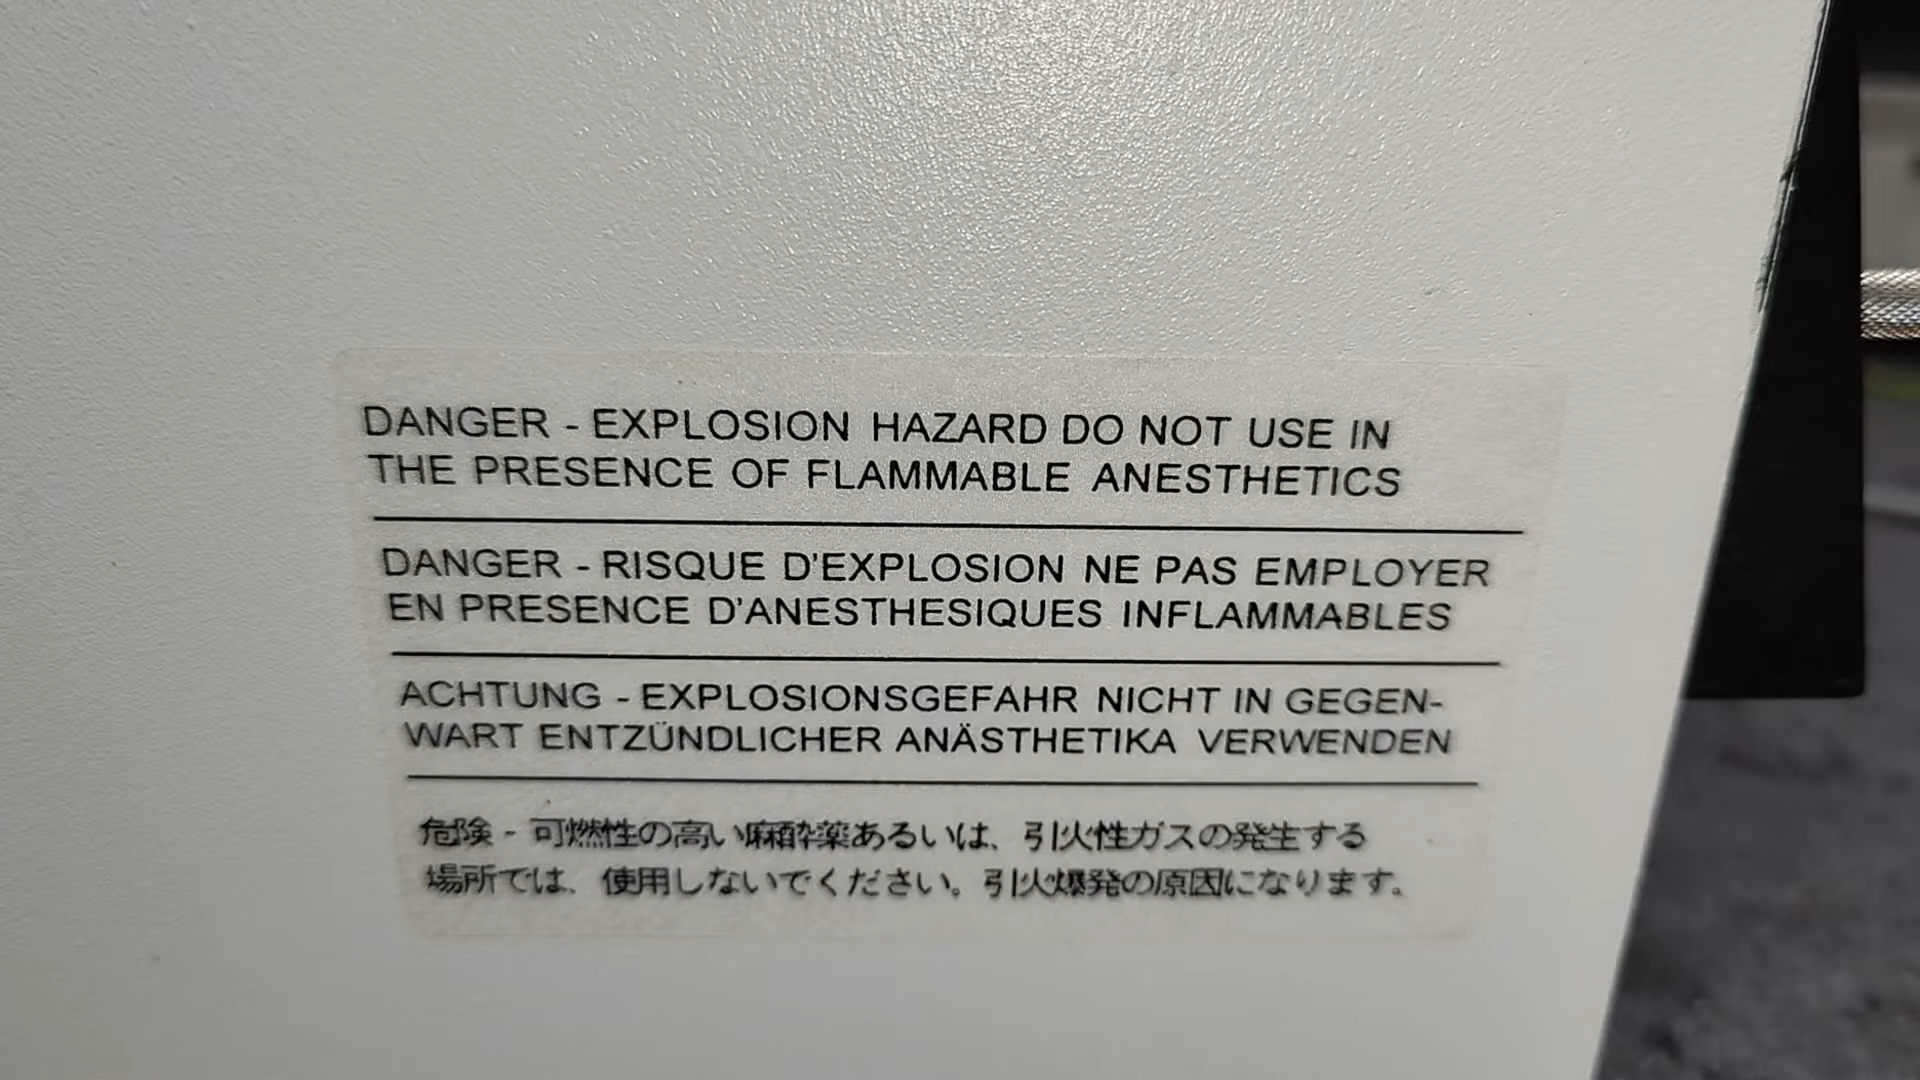 DANGER - EXPLOSION HAZARD DO NOT USE IN
THE PRESENCE OF FLAMMABLE ANESTHETICS
DANGER - RISQUE D'EXPLOSION NE PAS EMPLOYER
EN PRESENCE D'ANESTHESIQUES INFLAMMABLES
ACHTUNG - EXPLOSIONSGEFAHR NICHT IN GEGEN-
WART ENTZÜNDLICHER ANÄSTHETIKA VERWENDEN
危険 - 可燃性の高い麻酔薬あるいは、引火性ガスの発生する
場所では、使用しないでください。引火爆発の原因になります。